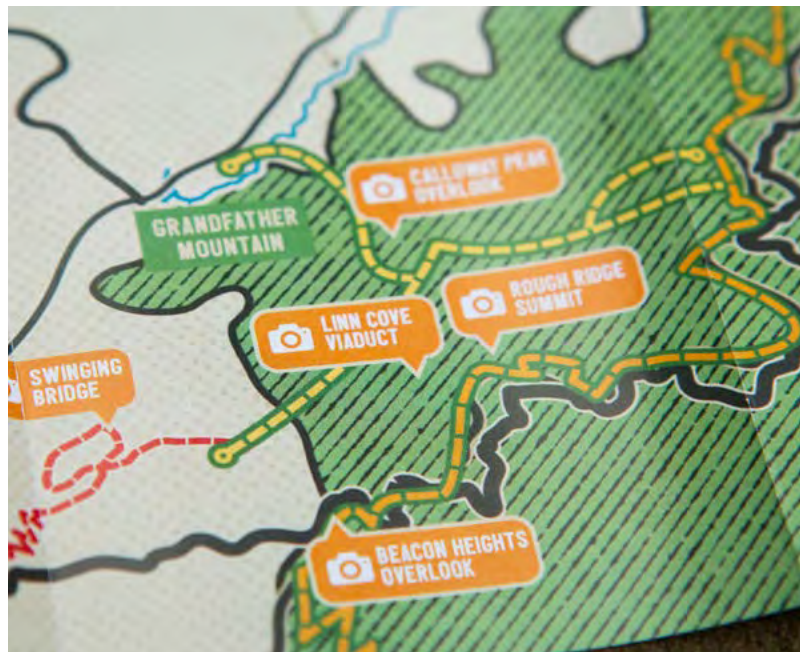 CALLOWAY PEAK
OVERLOOK
GRANDFATHER
MOUNTAIN
ROUGH RIDGE
SUMMIT
LINN COVE
VIADUCT
SWINGING
BRIDGE
BEACON HEIGHTS
OVERLOOK